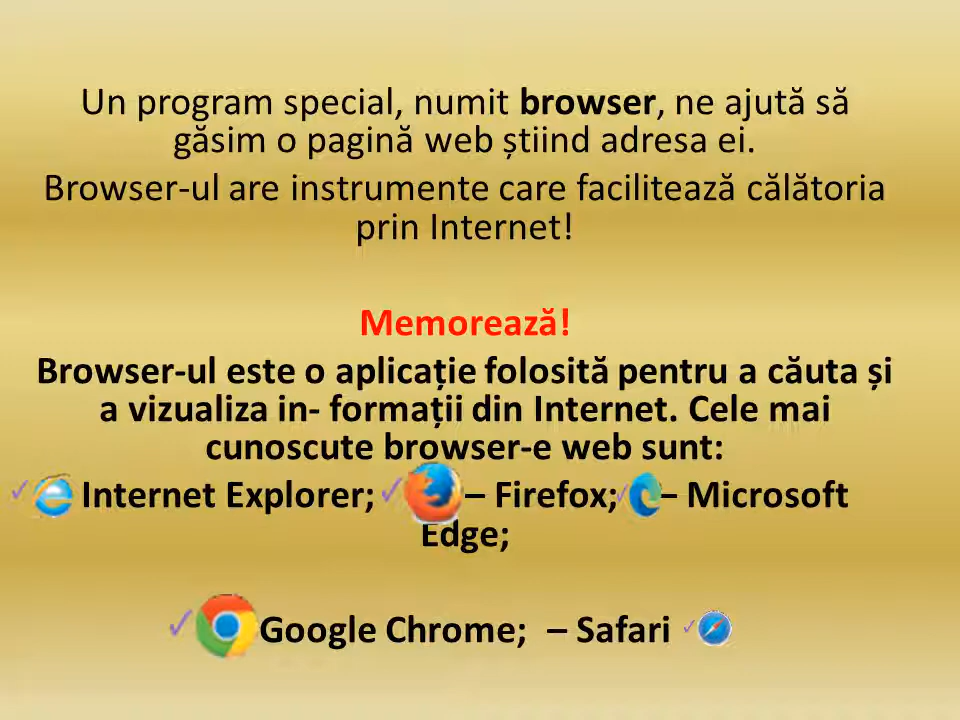 Un program special, numit browser, ne ajută să
găsim o pagină web știind adresa ei.
Browser-ul are instrumente care facilitează călătoria
prin Internet!
Memorează!
Browser-ul este o aplicație folosită pentru a căuta și
a vizualiza in- formații din Internet. Cele mai
cunoscute browser-e web sunt:
✓ Internet Explorer; ✓ – Firefox; ✓ – Microsoft
Edge;
✓ Google Chrome; – Safari ✓